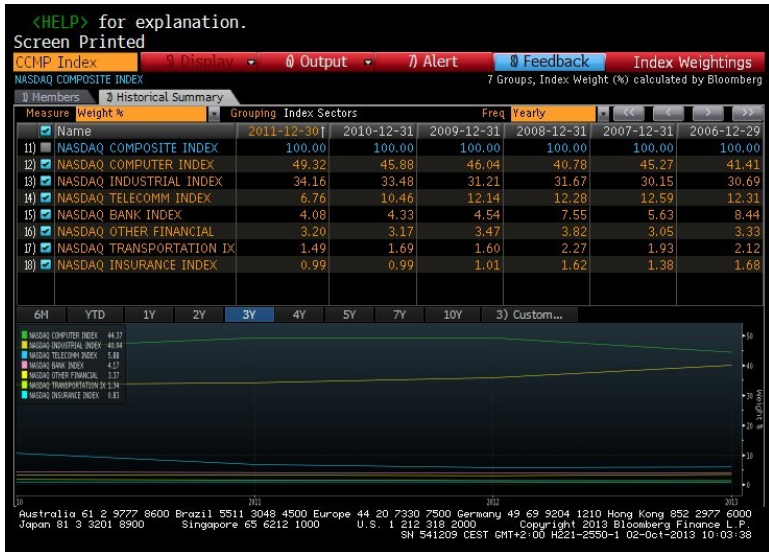 <HELP> for explanation.
Screen Printed
CCMP Index 5) Display 6) Output 7) Alert 8) Feedback Index Weightings
NASDAQ COMPOSITE INDEX 7 Groups, Index Weight (%) calculated by Bloomberg
1) Members 2) Historical Summary
Measure Weight % Grouping Index Sectors Freq Yearly << < > >>
Name 2011-12-30↑ 2010-12-31 2009-12-31 2008-12-31 2007-12-31 2006-12-29
11) NASDAQ COMPOSITE INDEX 100.00 100.00 100.00 100.00 100.00 100.00
12) NASDAQ COMPUTER INDEX 49.32 45.88 46.04 40.78 45.27 41.41
13) NASDAQ INDUSTRIAL INDEX 34.16 33.48 31.21 31.67 30.15 30.69
14) NASDAQ TELECOMM INDEX 6.76 10.46 12.14 12.28 12.59 12.31
15) NASDAQ BANK INDEX 4.08 4.33 4.54 7.55 5.63 8.44
16) NASDAQ OTHER FINANCIAL 3.20 3.17 3.47 3.82 3.05 3.33
17) NASDAQ TRANSPORTATION IX 1.49 1.69 1.60 2.27 1.93 2.12
18) NASDAQ INSURANCE INDEX 0.99 0.99 1.01 1.62 1.38 1.68
6M YTD 1Y 2Y 3Y 4Y 5Y 7Y 10Y 3) Custom...
NASDAQ COMPUTER INDEX 44.37
NASDAQ INDUSTRIAL INDEX 40.04
NASDAQ TELECOMM INDEX 5.88
NASDAQ BANK INDEX 4.17
NASDAQ OTHER FINANCIAL 3.37
NASDAQ TRANSPORTATION IX 1.34
NASDAQ INSURANCE INDEX 0.83
50
40
30
20
10
0
Weight %
10 2011 2012 2013
Australia 61 2 9777 8600 Brazil 5511 3048 4500 Europe 44 20 7330 7500 Germany 49 69 9204 1210 Hong Kong 852 2977 6000
Japan 81 3 3201 8900 Singapore 65 6212 1000 U.S. 1 212 318 2000 Copyright 2013 Bloomberg Finance L.P.
SN 541209 CEST GMT+2:00 H221-2550-1 02-Oct-2013 10:03:38